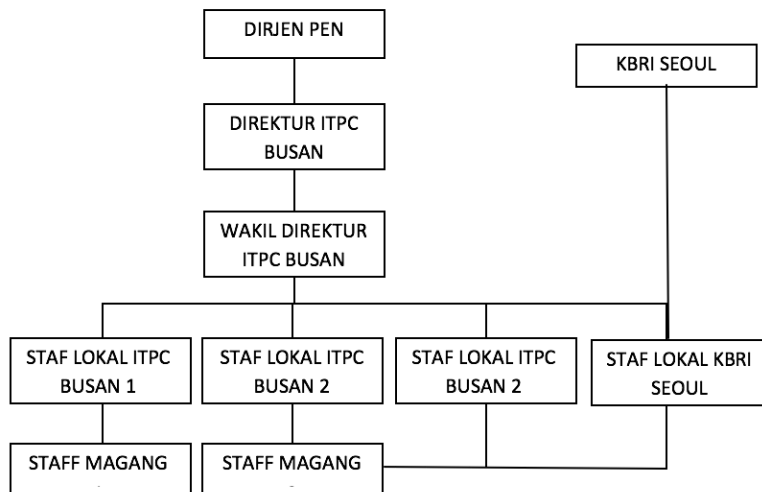 DIRJEN PEN
KBRI SEOUL
DIREKTUR ITPC
BUSAN
WAKIL DIREKTUR
ITPC BUSAN
STAF LOKAL ITPC
BUSAN 1
STAF LOKAL ITPC
BUSAN 2
STAF LOKAL ITPC
BUSAN 2
STAF LOKAL KBRI
SEOUL
STAFF MAGANG
STAFF MAGANG